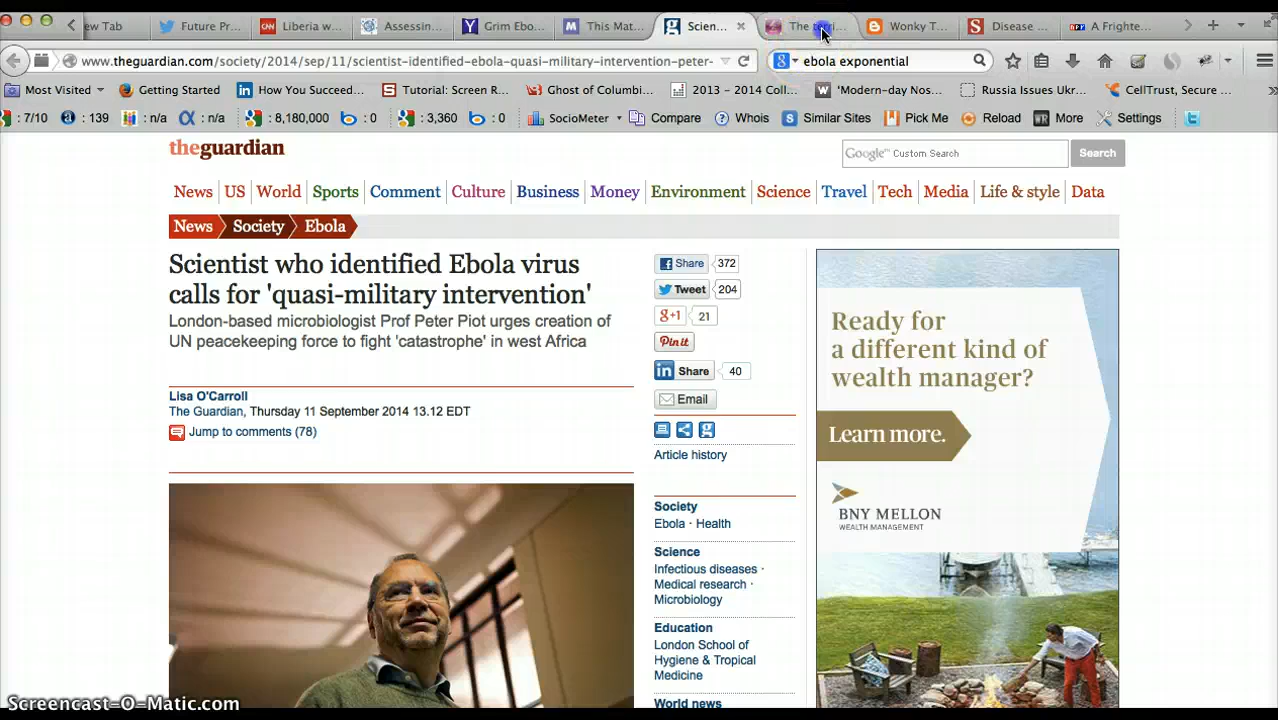 ew Tab
Future Pr...
Liberia w...
Assessin...
Grim Ebo...
This Mat...
Scien...
The terri...
Wonky T...
Disease ...
A Frighte...
www.theguardian.com/society/2014/sep/11/scientist-identified-ebola-quasi-military-intervention-peter-
ebola exponential
Most Visited
Getting Started
How You Succeed...
Tutorial: Screen R...
Ghost of Columbi...
2013 - 2014 Coll...
'Modern-day Nos...
Russia Issues Ukr...
CellTrust, Secure ...
: 7/10
: 139
: n/a
: n/a
: 8,180,000
: 0
: 3,360
: 0
SocioMeter
Compare
Whois
Similar Sites
Pick Me
Reload
More
Settings
theguardian
Google™ Custom Search
Search
News
US
World
Sports
Comment
Culture
Business
Money
Environment
Science
Travel
Tech
Media
Life & style
Data
News
Society
Ebola
Scientist who identified Ebola virus
calls for 'quasi-military intervention'
London-based microbiologist Prof Peter Piot urges creation of
UN peacekeeping force to fight 'catastrophe' in west Africa
Lisa O'Carroll
The Guardian, Thursday 11 September 2014 13.12 EDT
Jump to comments (78)
Share 372
Tweet 204
g+1 21
Pin it
in Share 40
Email
Article history
Society
Ebola · Health
Science
Infectious diseases ·
Medical research ·
Microbiology
Education
London School of
Hygiene & Tropical
Medicine
World news
Ready for
a different kind of
wealth manager?
Learn more.
BNY MELLON
WEALTH MANAGEMENT
Screencast-O-Matic.com